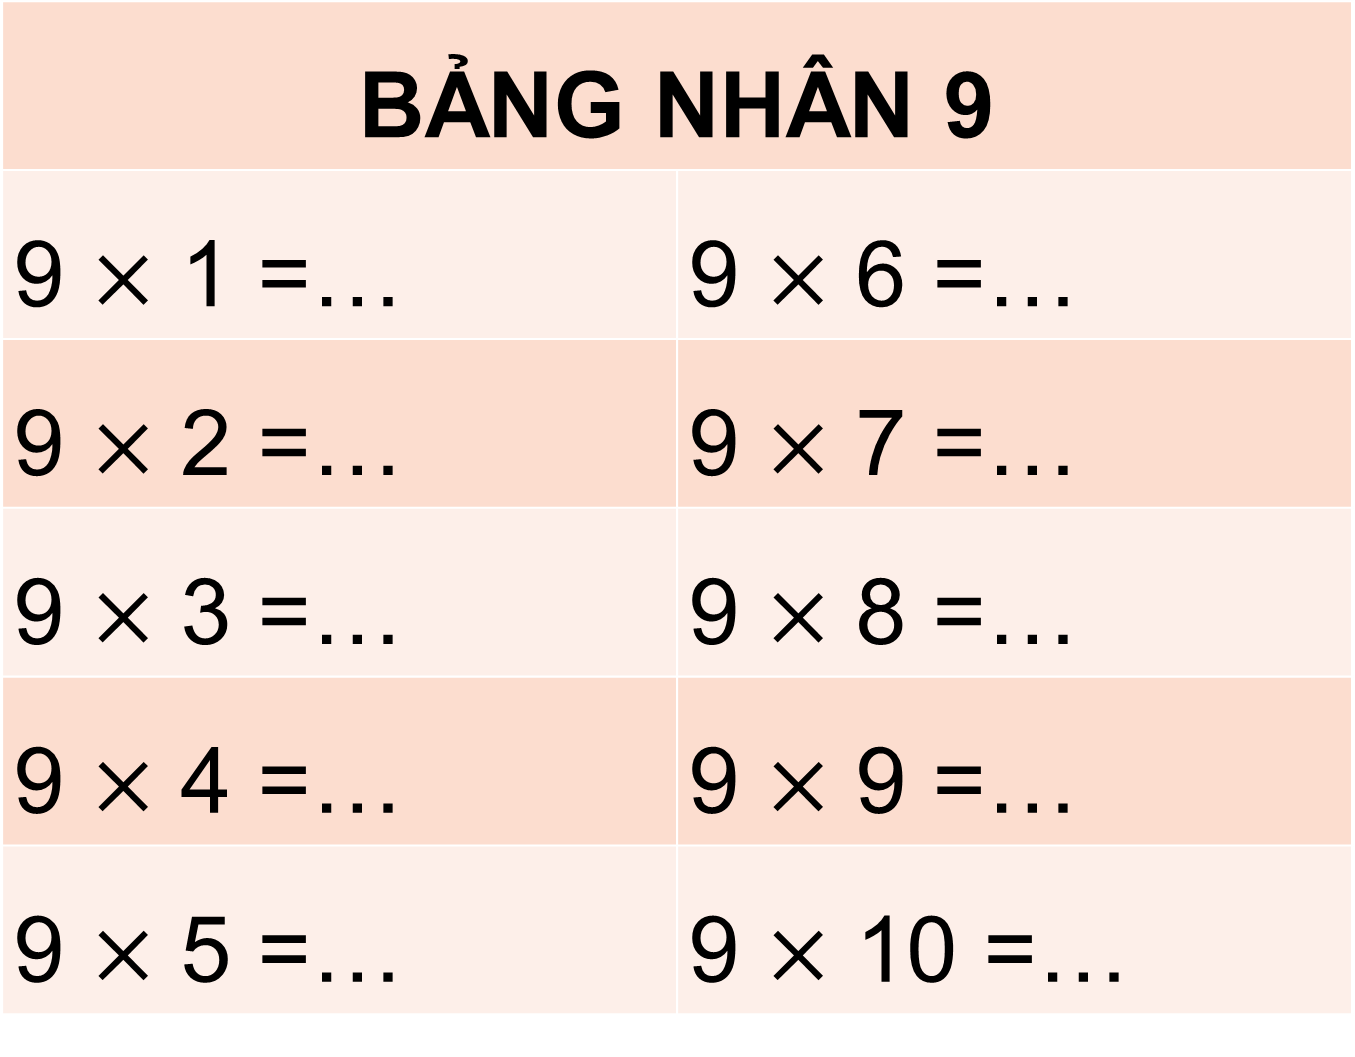 BẢNG NHÂN 9
9 × 1 =...
9 × 6 =...
9 × 2 =...
9 × 7 =...
9 × 3 =...
9 × 8 =...
9 × 4 =...
9 × 9 =...
9 × 5 =...
9 × 10 =...